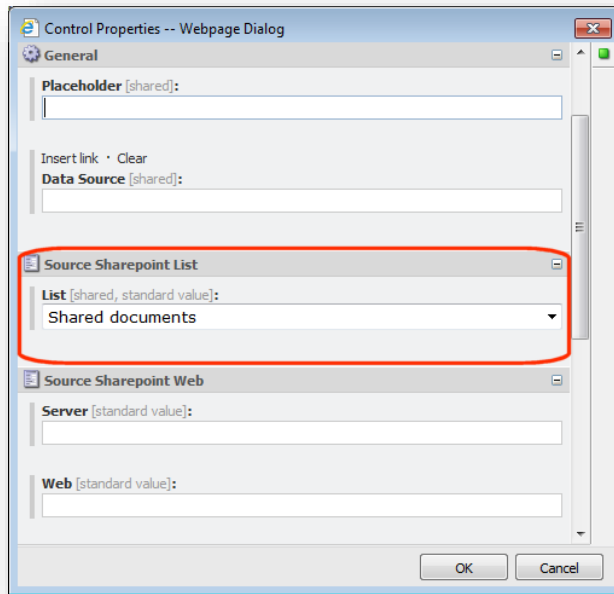 Control Properties -- Webpage Dialog
General
Placeholder [shared]:
Insert link · Clear
Data Source [shared]:
Source Sharepoint List
List [shared, standard value]:
Shared documents
Source Sharepoint Web
Server [standard value]:
Web [standard value]:
OK Cancel